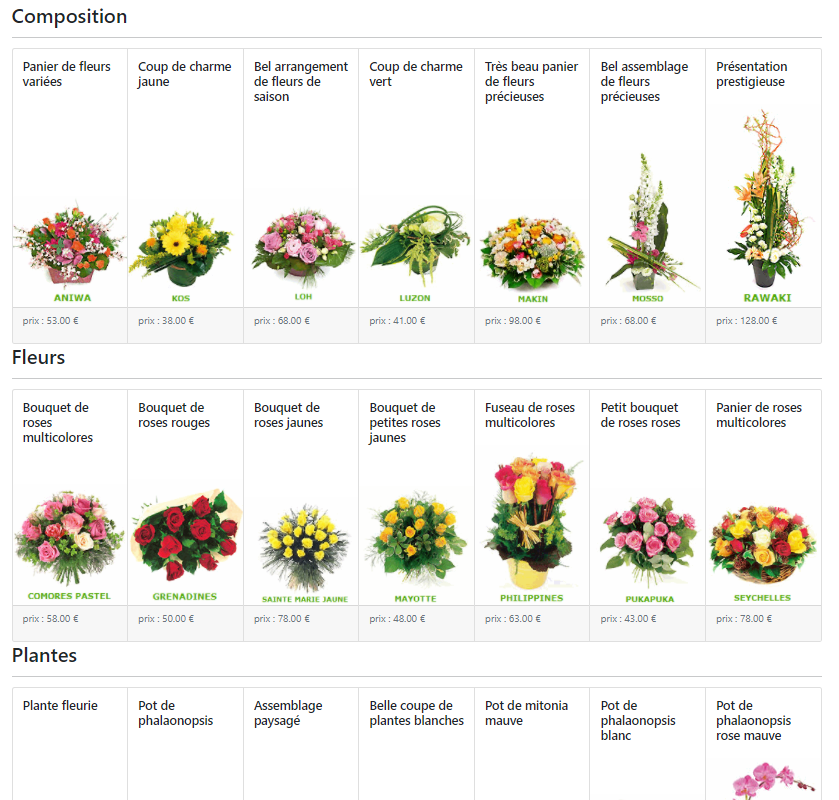 Composition
Panier de fleurs
variées
Coup de charme
jaune
Bel arrangement
de fleurs de
saison
Coup de charme
vert
Très beau panier
de fleurs
précieuses
Bel assemblage
de fleurs
précieuses
Présentation
prestigieuse
ANIWA
KOS
LOH
LUZON
MAKIN
MOSSO
RAWAKI
prix : 53.00 €
prix : 38.00 €
prix : 68.00 €
prix : 41.00 €
prix : 98.00 €
prix : 68.00 €
prix : 128.00 €
Fleurs
Bouquet de
roses
multicolores
Bouquet de
roses rouges
Bouquet de
roses jaunes
Bouquet de
petites roses
jaunes
Fuseau de roses
multicolores
Petit bouquet
de roses roses
Panier de roses
multicolores
COMORES PASTEL
GRENADINES
SAINTE MARIE JAUNE
MAYOTTE
PHILIPPINES
PUKAPUKA
SEYCHELLES
prix : 58.00 €
prix : 50.00 €
prix : 78.00 €
prix : 48.00 €
prix : 63.00 €
prix : 43.00 €
prix : 78.00 €
Plantes
Plante fleurie
Pot de
phalaonopsis
Assemblage
paysagé
Belle coupe de
plantes blanches
Pot de mitonia
mauve
Pot de
phalaonopsis
blanc
Pot de
phalaonopsis
rose mauve